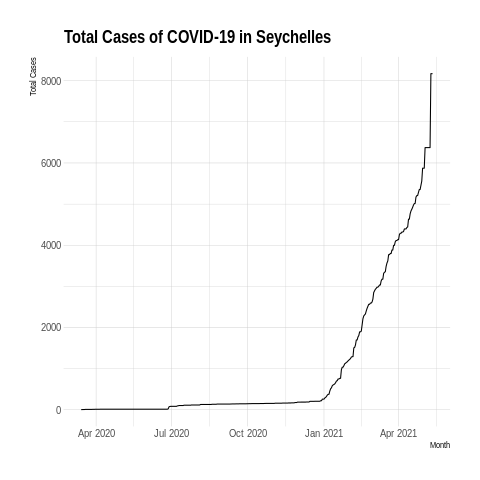 Total Cases of COVID-19 in Seychelles
Total Cases
8000
6000
4000
2000
0
Apr 2020 Jul 2020 Oct 2020 Jan 2021 Apr 2021
Month